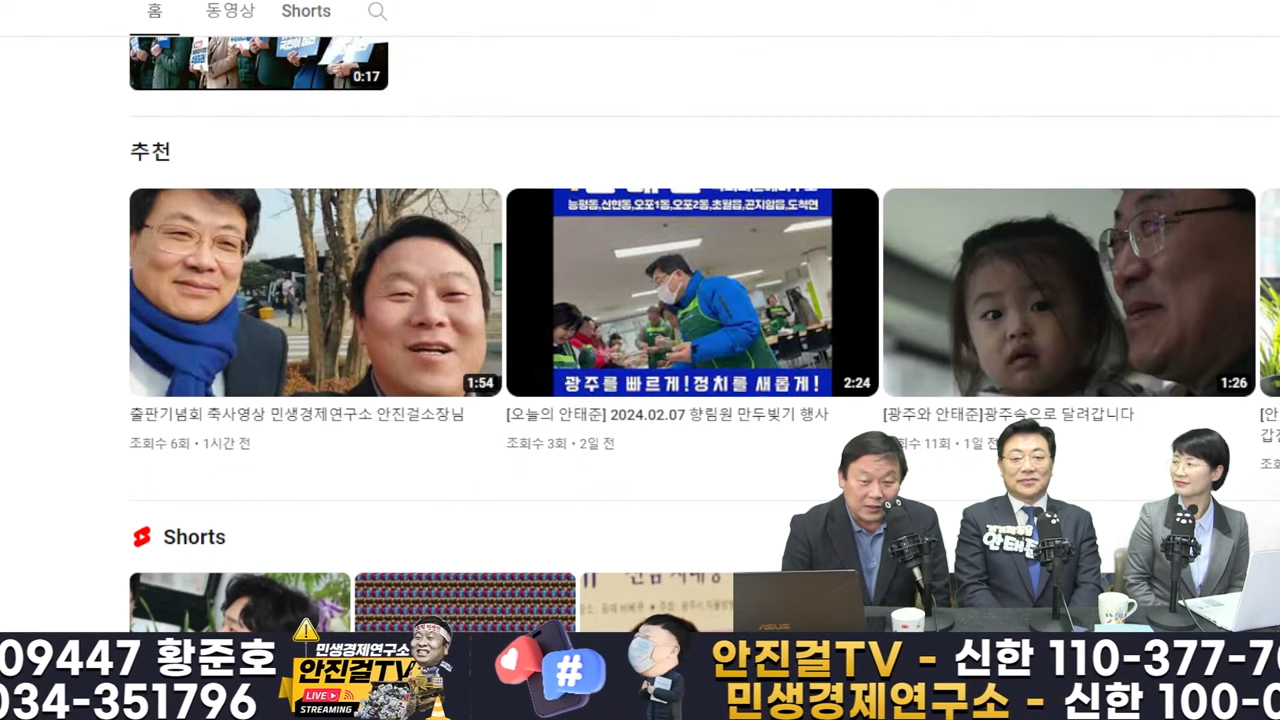 홈 동영상 Shorts
0:17
추천
능평동,신현동,오포1동,오포2동,초월읍,곤지암읍,도척면
광주를 빠르게!정치를 새롭게!
1:54
2:24
1:26
출판기념회 축사영상 민생경제연구소 안진걸소장님
조회수 6회 • 1시간 전
[오늘의 안태준] 2024.02.07 향림원 만두빚기 행사
조회수 3회 • 2일 전
[광주와 안태준]광주속으로 달려갑니다
조회수 11회 • 1일 전
Shorts
안태준
ASUS
09447 황준호
034-351796
민생경제연구소
안진걸TV
LIVE
STREAMING
#
안진걸TV - 신한 110-377-70
민생경제연구소 - 신한 100-0